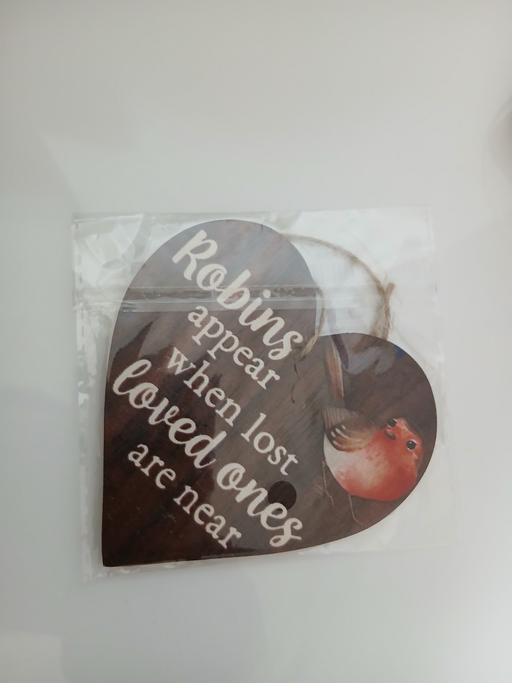 Robins
appear
when lost
loved ones
are near